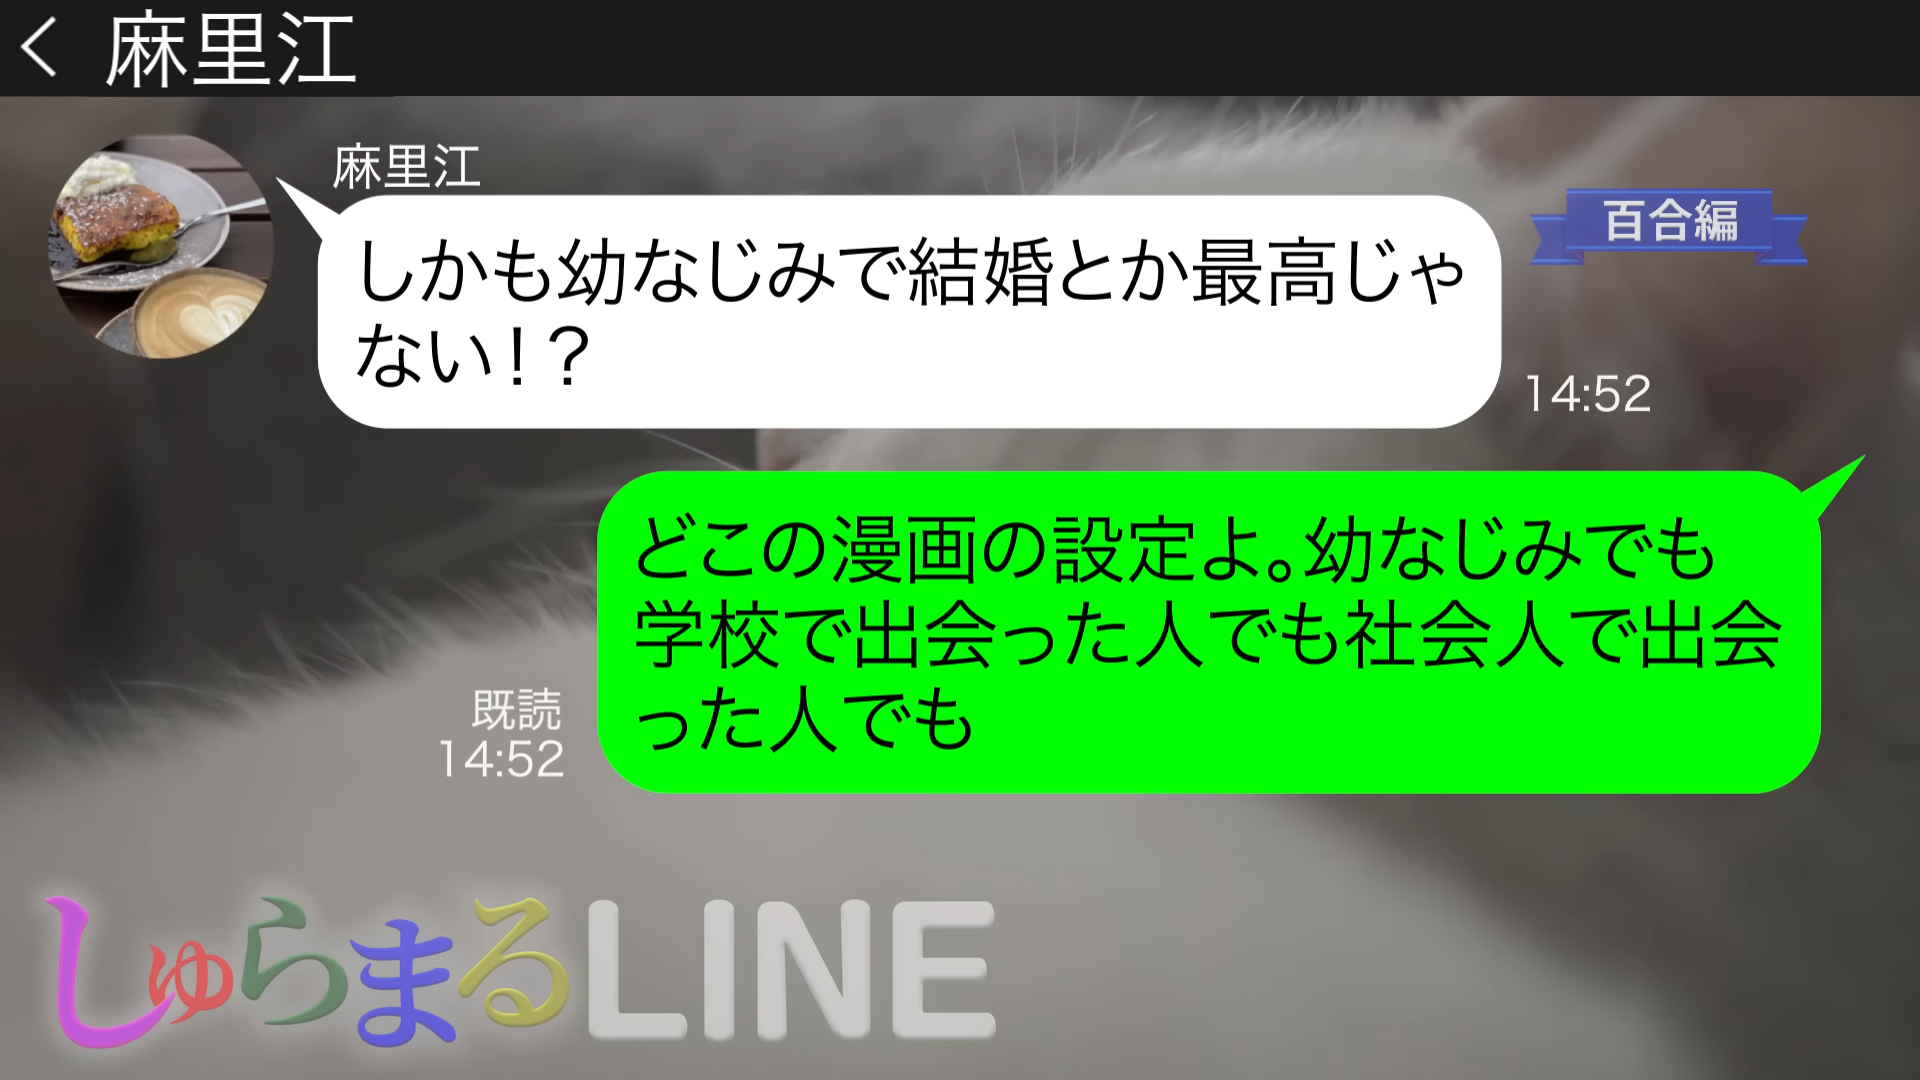 麻里江
麻里江
しかも幼なじみで結婚とか最高じゃ
ない！？
百合編
14:52
どこの漫画の設定よ。幼なじみでも
学校で出会った人でも社会人で出会
った人でも
既読
14:52
しゅらまるLINE